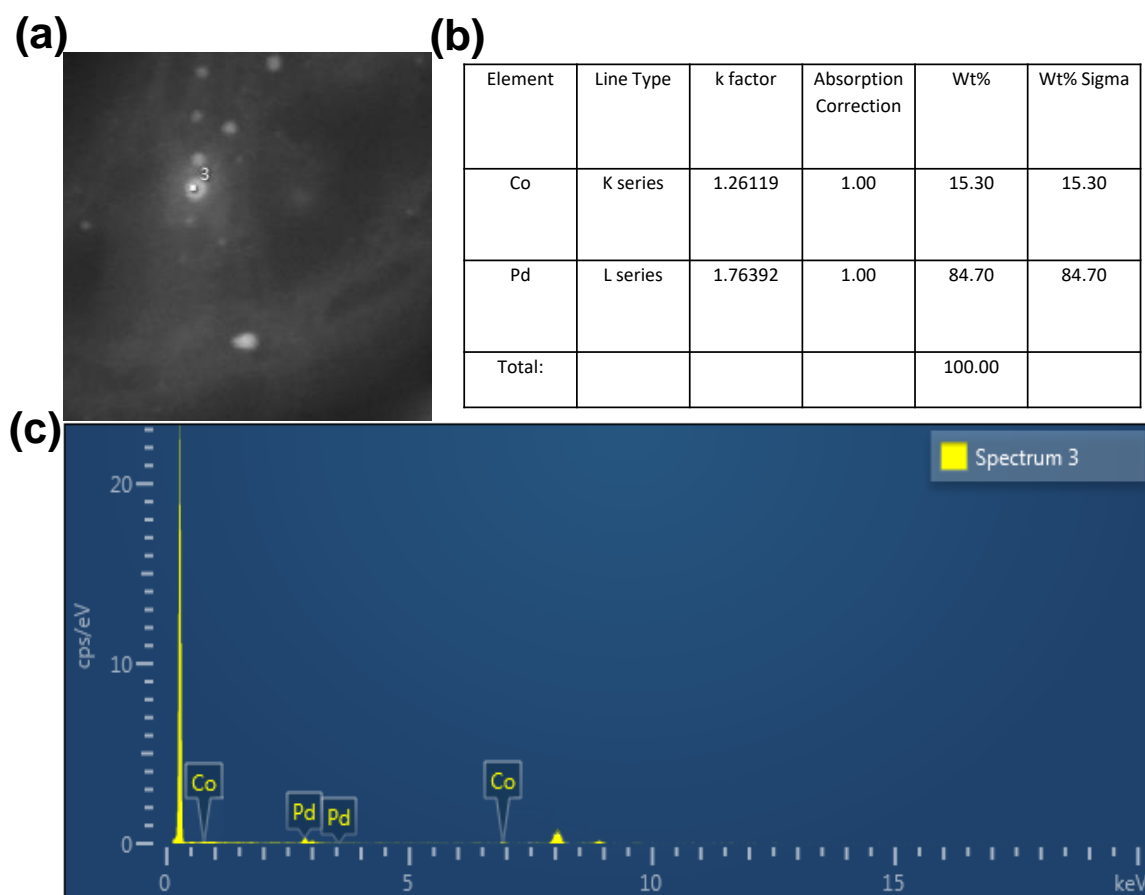 (a)
3
(b)
Element Line Type k factor Absorption Correction Wt% Wt% Sigma
Co K series 1.26119 1.00 15.30 15.30
Pd L series 1.76392 1.00 84.70 84.70
Total: 100.00
(c)
Spectrum 3
20
10
0
cps/eV
Co
Pd
Pd
Co
0 5 10 15 keV